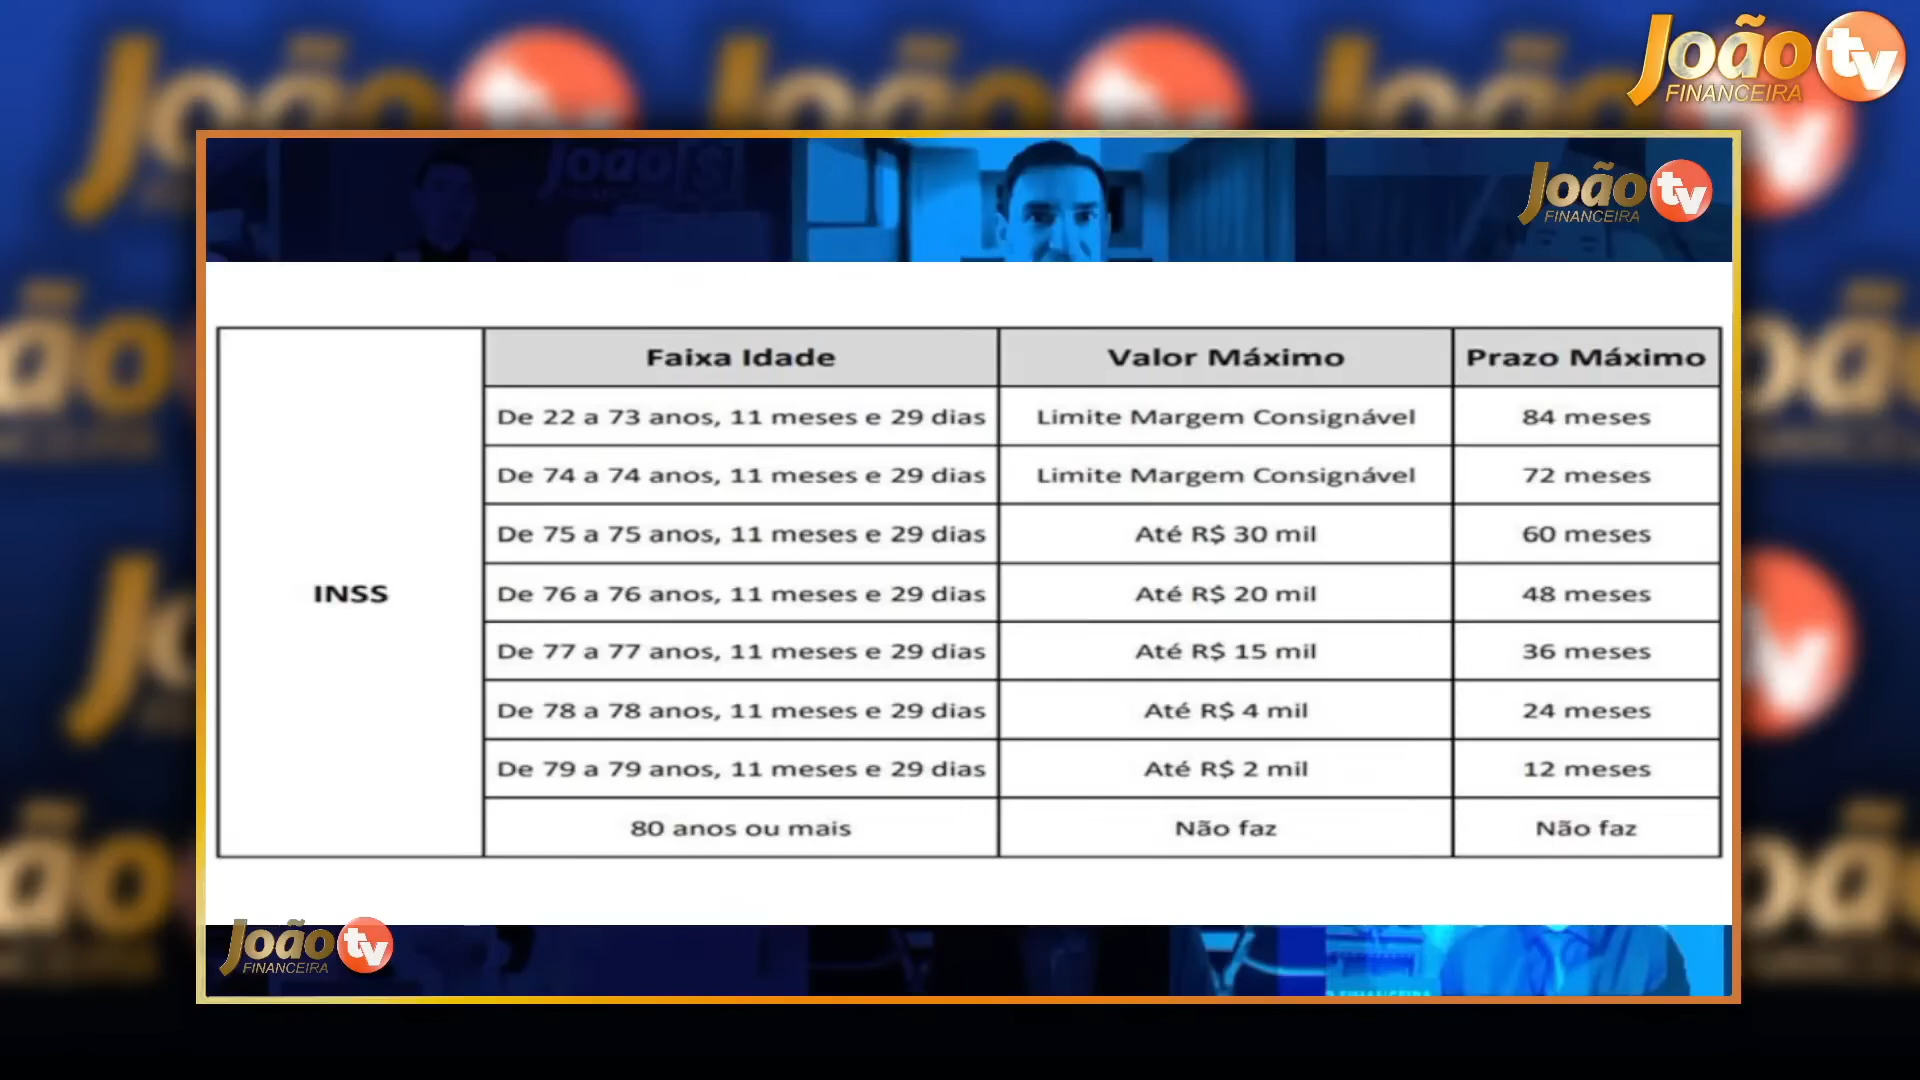 João tv
FINANCEIRA
João tv
FINANCEIRA
Faixa Idade Valor Máximo Prazo Máximo
De 22 a 73 anos, 11 meses e 29 dias Limite Margem Consignável 84 meses
De 74 a 74 anos, 11 meses e 29 dias Limite Margem Consignável 72 meses
De 75 a 75 anos, 11 meses e 29 dias Até R$ 30 mil 60 meses
INSS De 76 a 76 anos, 11 meses e 29 dias Até R$ 20 mil 48 meses
De 77 a 77 anos, 11 meses e 29 dias Até R$ 15 mil 36 meses
De 78 a 78 anos, 11 meses e 29 dias Até R$ 4 mil 24 meses
De 79 a 79 anos, 11 meses e 29 dias Até R$ 2 mil 12 meses
80 anos ou mais Não faz Não faz
João tv
FINANCEIRA